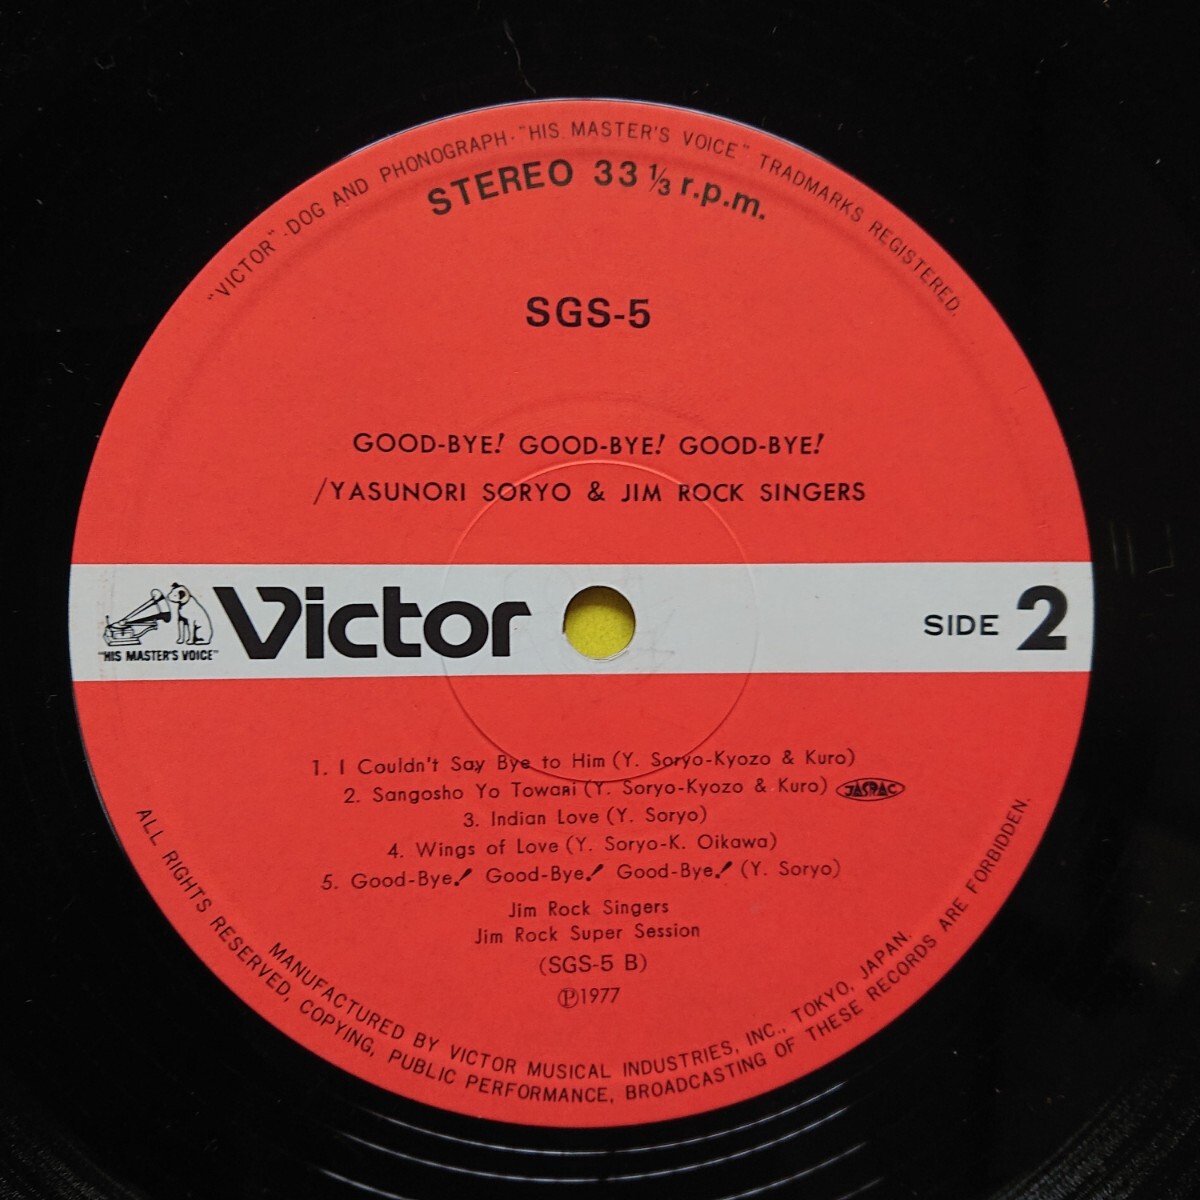 "VICTOR"·DOG AND PHONOGRAPH·"HIS MASTER'S VOICE" TRADMARKS REGISTERED.
STEREO 33 1/3 r.p.m.
SGS-5
GOOD-BYE! GOOD-BYE! GOOD-BYE!
/YASUNORI SORYO & JIM ROCK SINGERS
"HIS MASTER'S VOICE"
Victor
SIDE 2
1. I Couldn't Say Bye to Him (Y. Soryo-Kyozo & Kuro)
2. Sangosho Yo Towani (Y. Soryo-Kyozo & Kuro) JASRAC
3. Indian Love (Y. Soryo)
4. Wings of Love (Y. Soryo-K. Oikawa)
5. Good-Bye! Good-Bye! Good-Bye! (Y. Soryo)
Jim Rock Singers
Jim Rock Super Session
(SGS-5 B)
℗1977
MANUFACTURED BY VICTOR MUSICAL INDUSTRIES, INC., TOKYO, JAPAN.
ALL RIGHTS RESERVED, COPYING, PUBLIC PERFORMANCE, BROADCASTING OF THESE RECORDS ARE FORBIDDEN.